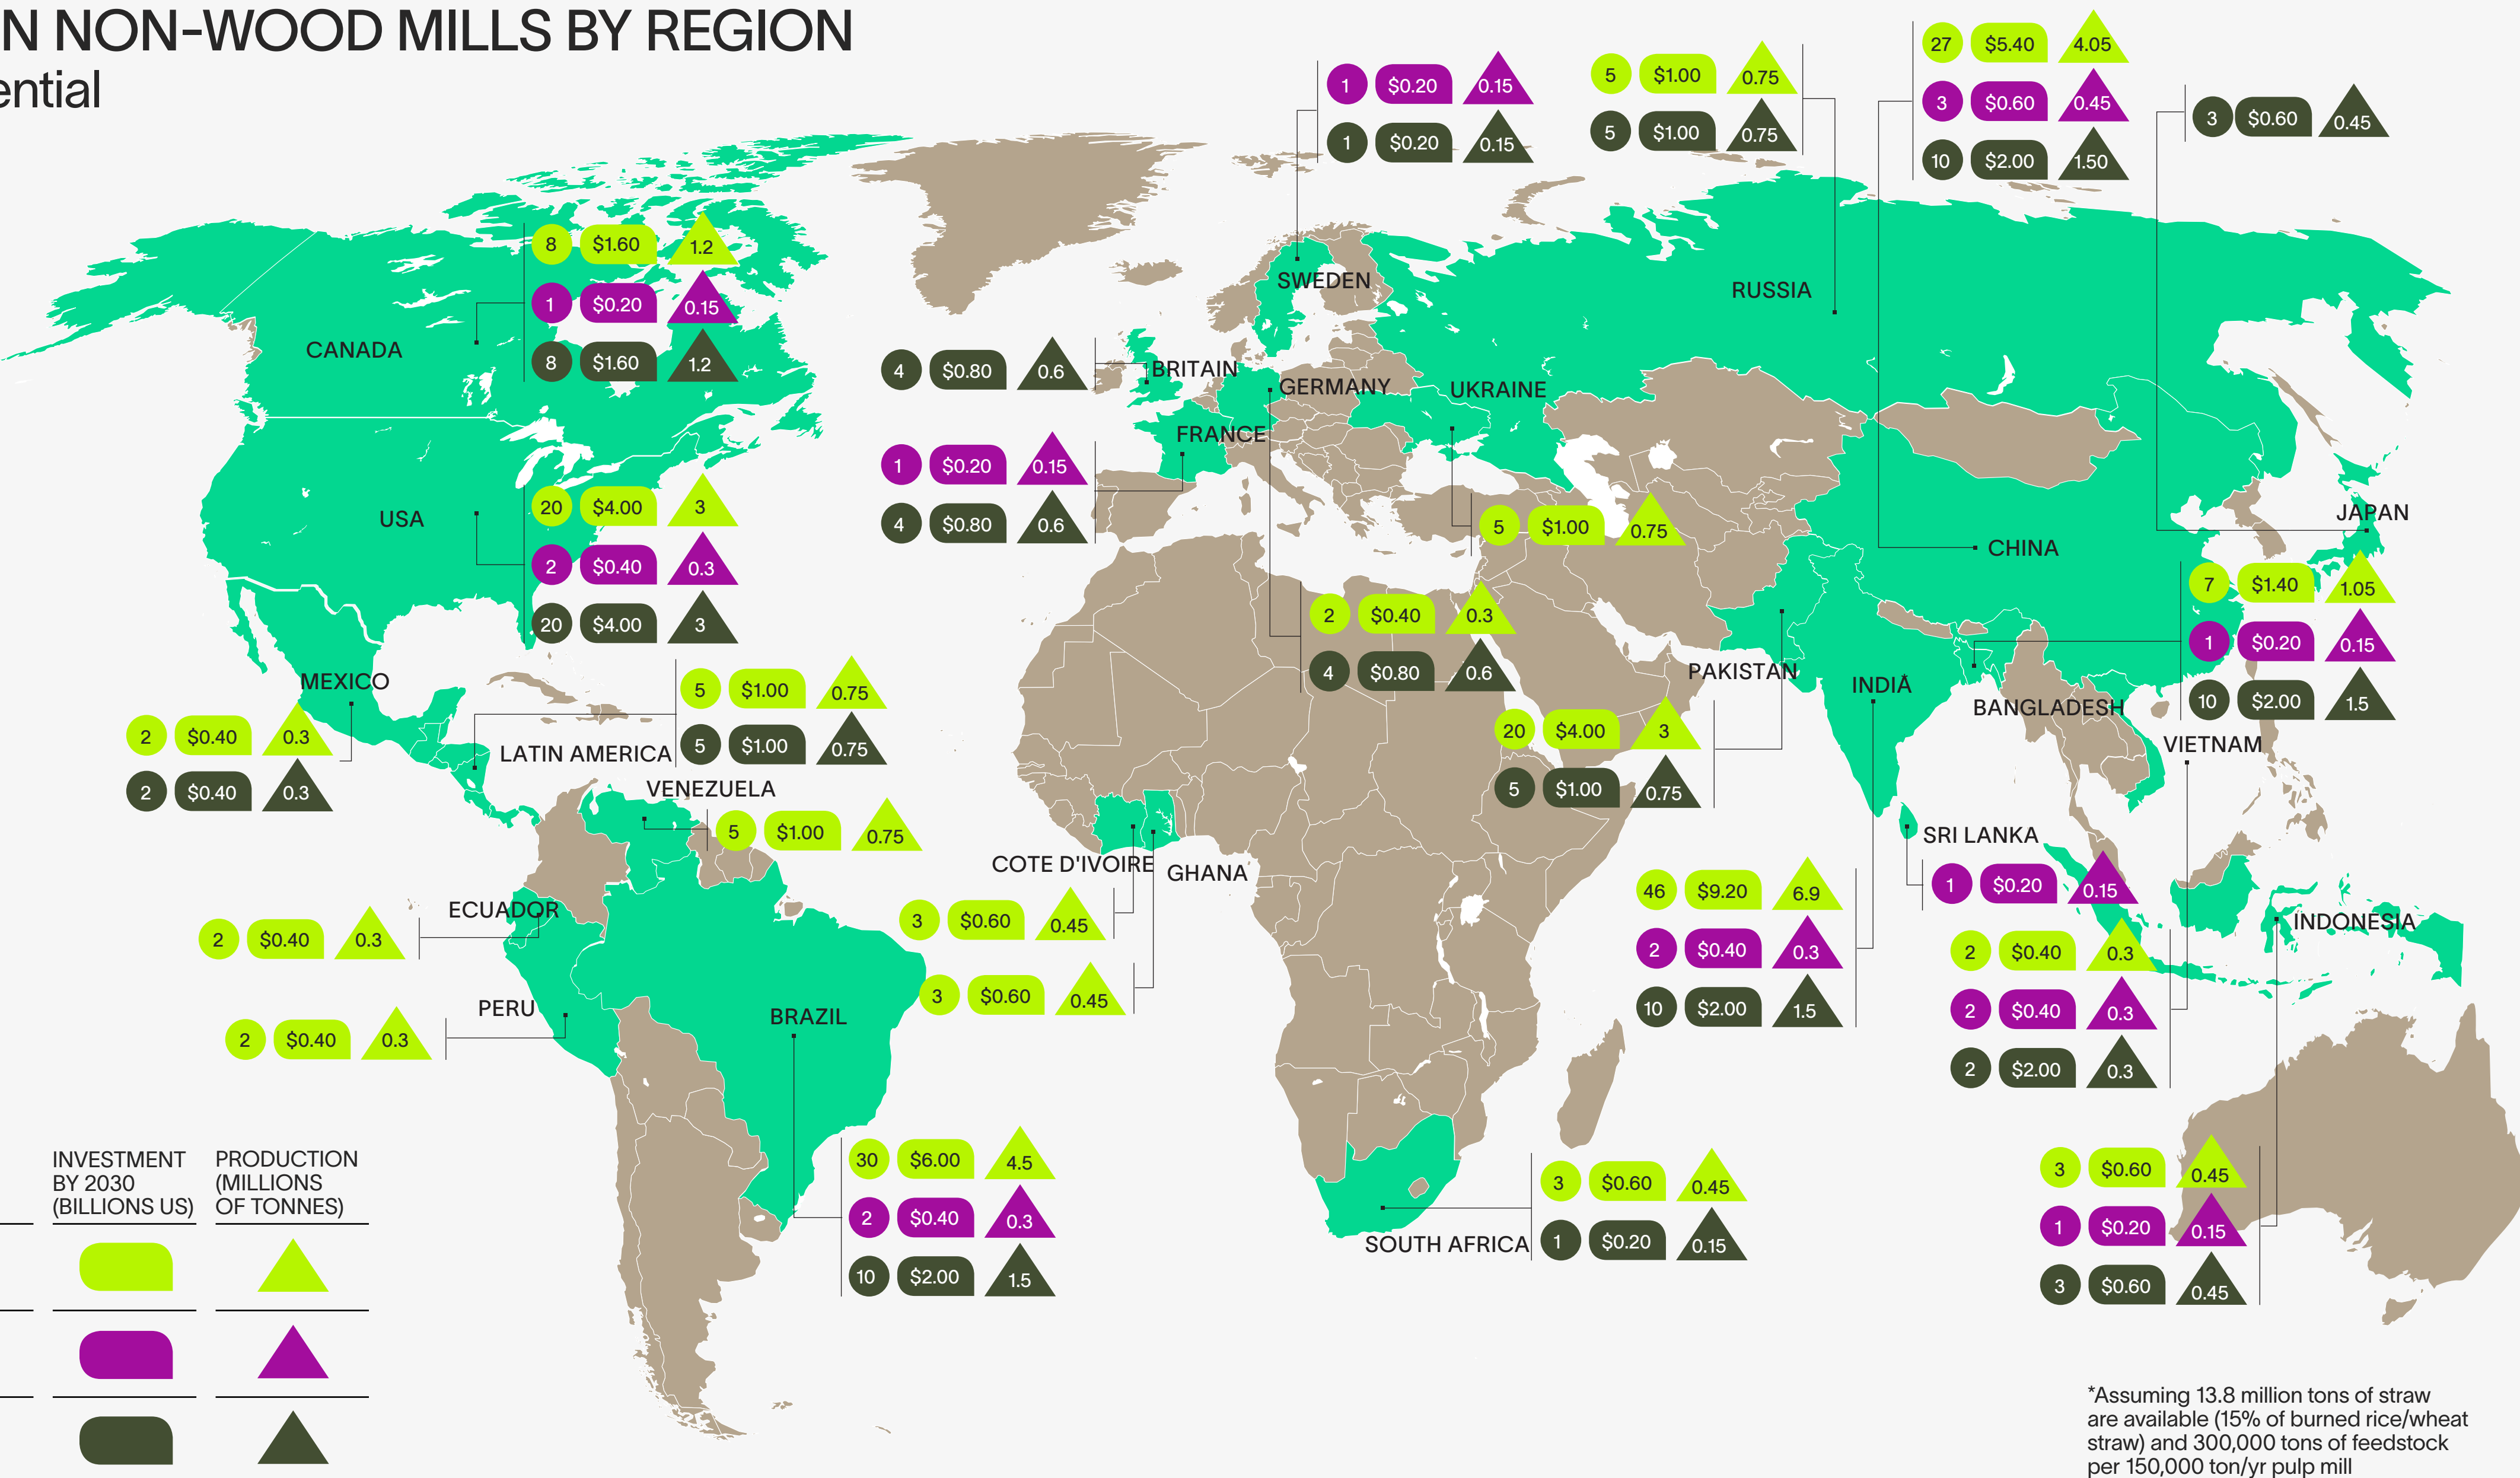 N NON-WOOD MILLS BY REGION
ential
1 $0.20 0.15
1 $0.20 0.15
5 $1.00 0.75
5 $1.00 0.75
27 $5.40 4.05
3 $0.60 0.45
10 $2.00 1.50
3 $0.60 0.45
8 $1.60 1.2
1 $0.20 0.15
8 $1.60 1.2
CANADA
SWEDEN
RUSSIA
4 $0.80 0.6
BRITAIN
GERMANY
UKRAINE
FRANCE
1 $0.20 0.15
4 $0.80 0.6
USA
20 $4.00 3
2 $0.40 0.3
20 $4.00 3
5 $1.00 0.75
JAPAN
CHINA
7 $1.40 1.05
1 $0.20 0.15
10 $2.00 1.5
2 $0.40 0.3
4 $0.80 0.6
PAKISTAN
INDIA*
BANGLADESH
VIETNAM
MEXICO
2 $0.40 0.3
2 $0.40 0.3
LATIN AMERICA
5 $1.00 0.75
5 $1.00 0.75
VENEZUELA
5 $1.00 0.75
20 $4.00 3
5 $1.00 0.75
COTE D'IVOIRE
GHANA
3 $0.60 0.45
3 $0.60 0.45
SRI LANKA
1 $0.20 0.15
46 $9.20 6.9
2 $0.40 0.3
10 $2.00 1.5
INDONESIA
2 $0.40 0.3
2 $0.40 0.3
2 $2.00 0.3
ECUADOR
2 $0.40 0.3
PERU
2 $0.40 0.3
BRAZIL
30 $6.00 4.5
2 $0.40 0.3
10 $2.00 1.5
SOUTH AFRICA
3 $0.60 0.45
1 $0.20 0.15
3 $0.60 0.45
1 $0.20 0.15
3 $0.60 0.45
INVESTMENT
BY 2030
(BILLIONS US)
PRODUCTION
(MILLIONS
OF TONNES)
*Assuming 13.8 million tons of straw
are available (15% of burned rice/wheat
straw) and 300,000 tons of feedstock
per 150,000 ton/yr pulp mill